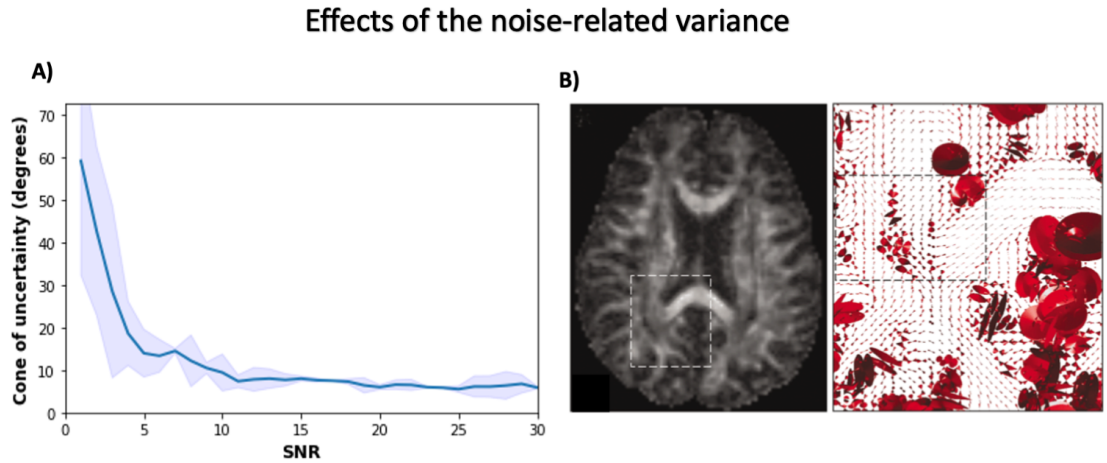 Effects of the noise-related variance
A)
B)
Cone of uncertainty (degrees)
70
60
50
40
30
20
10
0
0 5 10 15 20 25 30
SNR